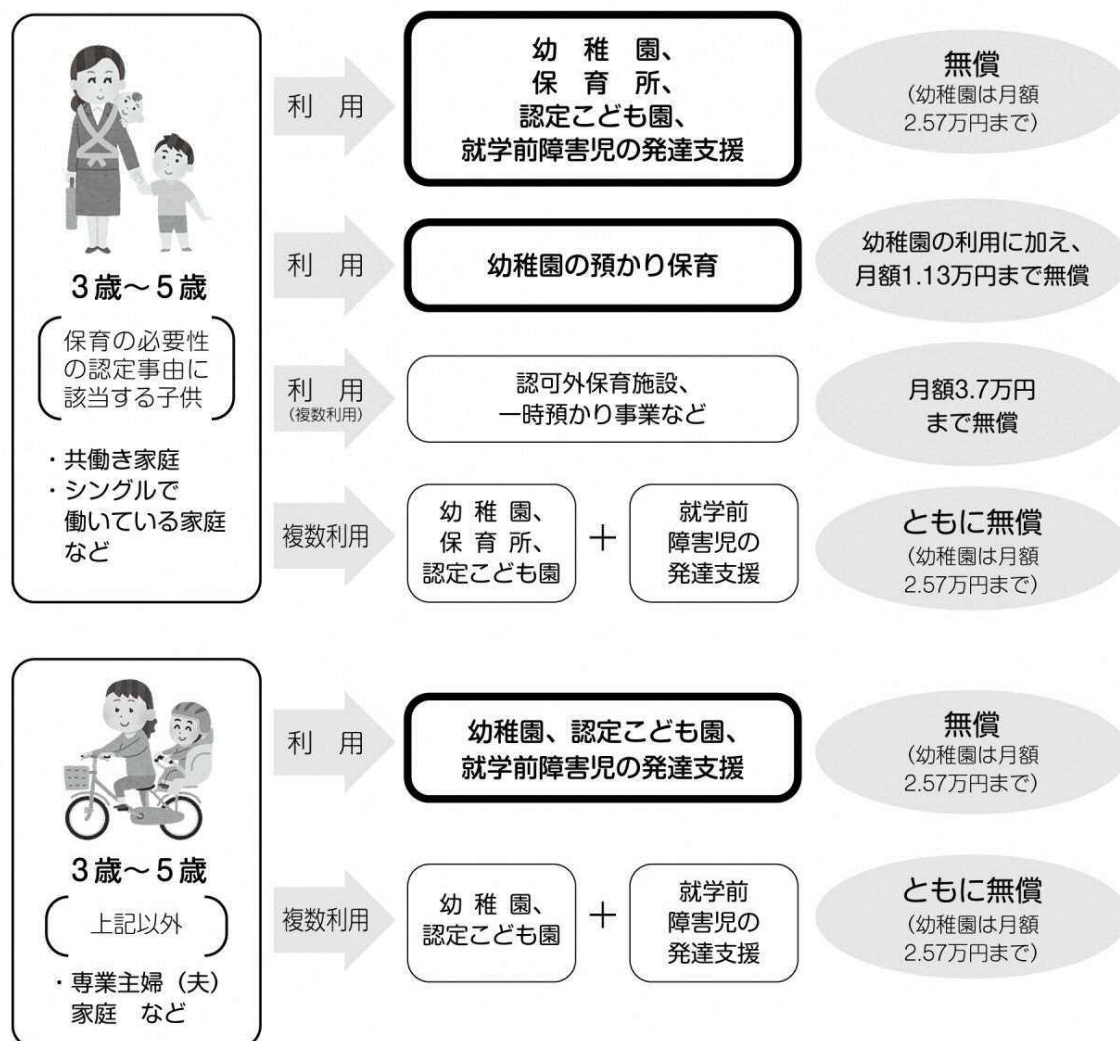 3歳～5歳
保育の必要性
の認定事由に
該当する子供
・共働き家庭
・シングルで
働いている家庭
など
利　用
幼　稚　園、
保　育　所、
認定こども園、
就学前障害児の発達支援
無償
（幼稚園は月額
2.57万円まで）
利　用
幼稚園の預かり保育
幼稚園の利用に加え、
月額1.13万円まで無償
利　用
（複数利用）
認可外保育施設、
一時預かり事業など
月額3.7万円
まで無償
複数利用
幼　稚　園、
保　育　所、
認定こども園
＋
就学前
障害児の
発達支援
ともに無償
（幼稚園は月額
2.57万円まで）
3歳～5歳
上記以外
・専業主婦（夫）
家庭　など
利　用
幼稚園、認定こども園、
就学前障害児の発達支援
無償
（幼稚園は月額
2.57万円まで）
複数利用
幼　稚　園、
認定こども園
＋
就学前
障害児の
発達支援
ともに無償
（幼稚園は月額
2.57万円まで）